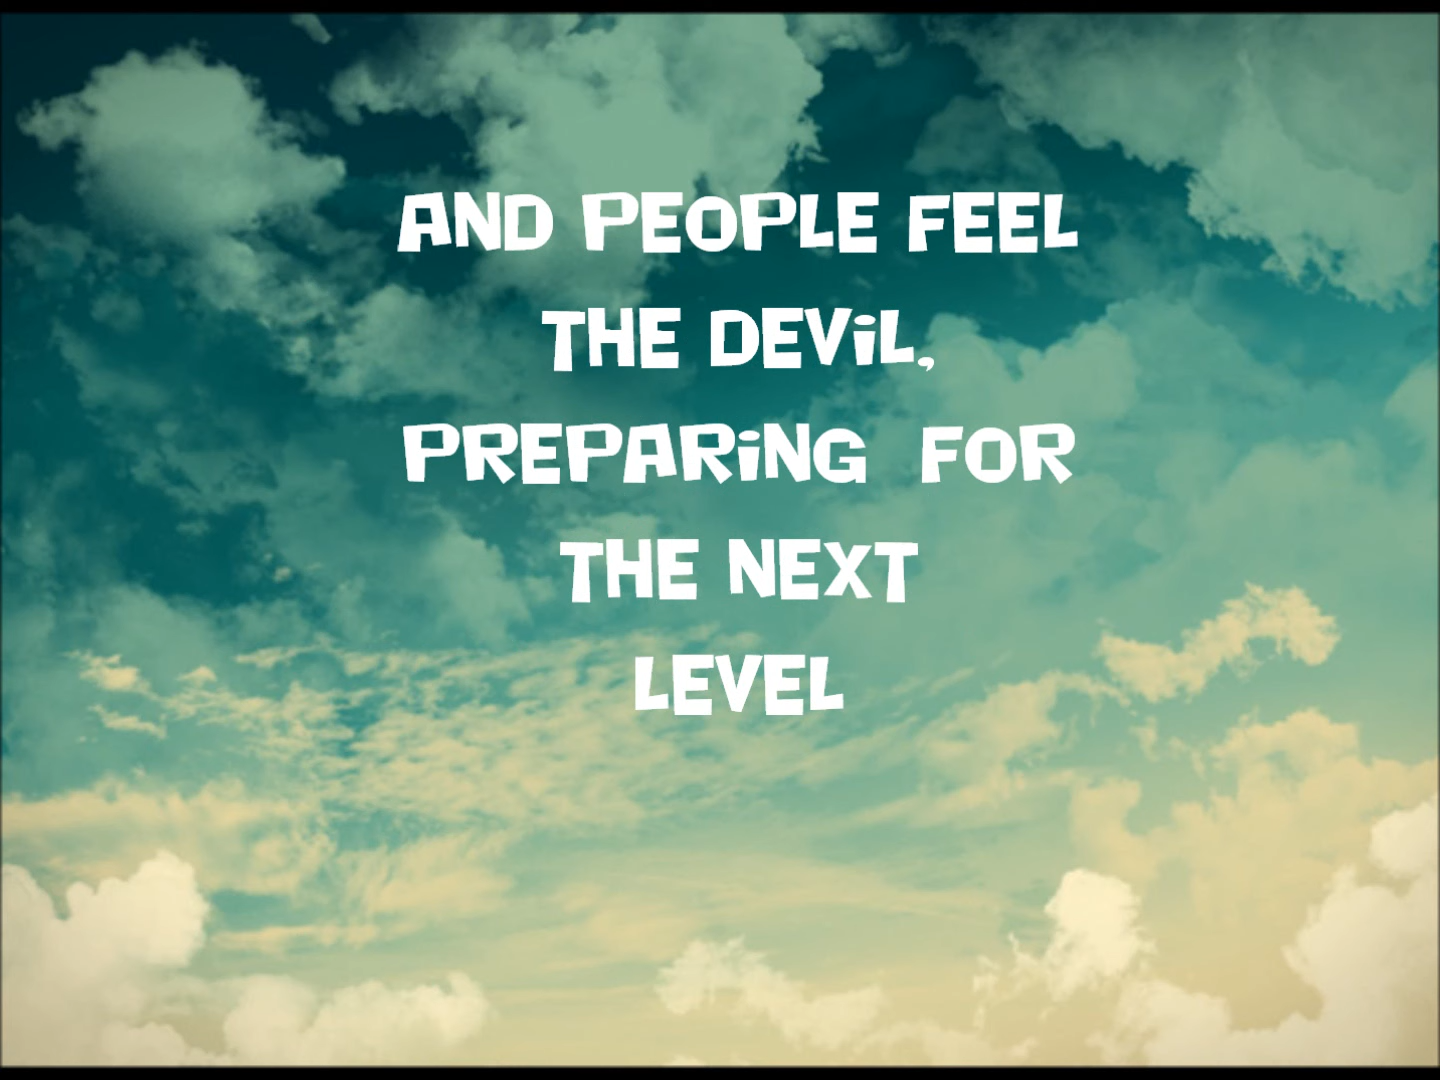 AND PEOPLE FEEL
THE DEViL,
PREPARiNG FOR
THE NEXT
LEVEL